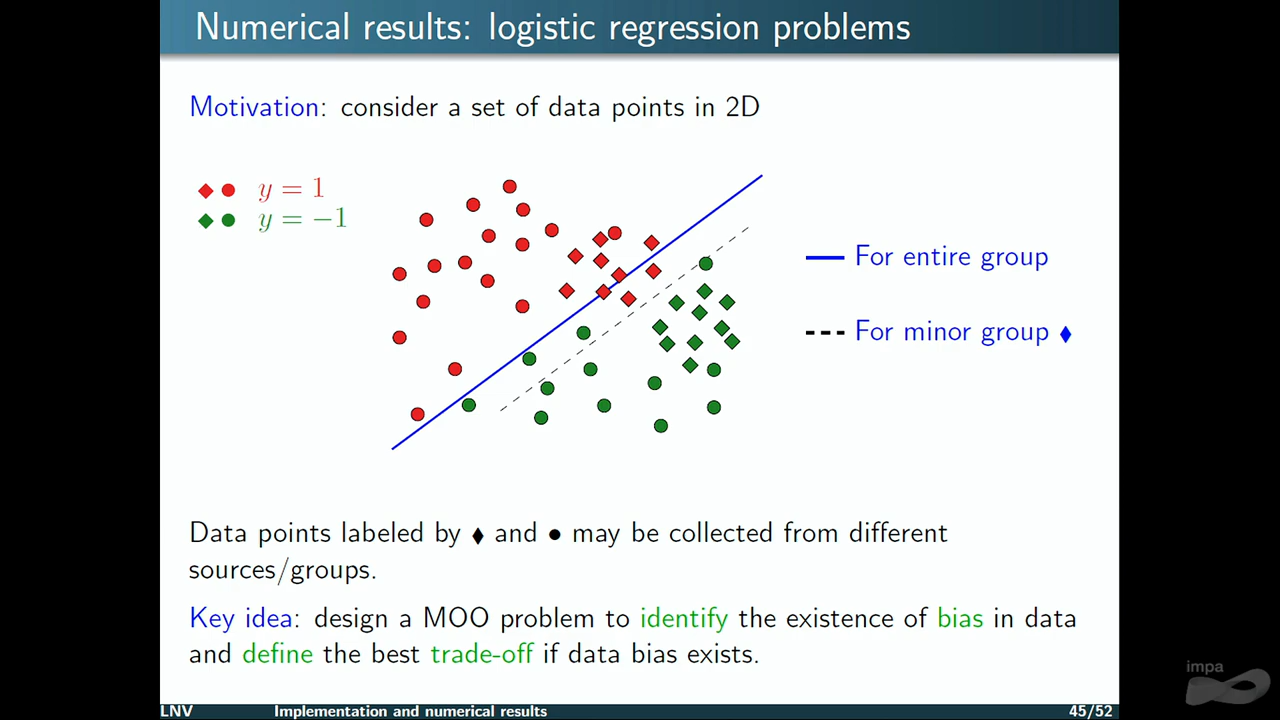 Numerical results: logistic regression problems
Motivation: consider a set of data points in 2D
y = 1
y = −1
For entire group
For minor group
Data points labeled by ♦ and ● may be collected from different
sources/groups.
Key idea: design a MOO problem to identify the existence of bias in data
and define the best trade-off if data bias exists.
impa
LNV Implementation and numerical results 45/52